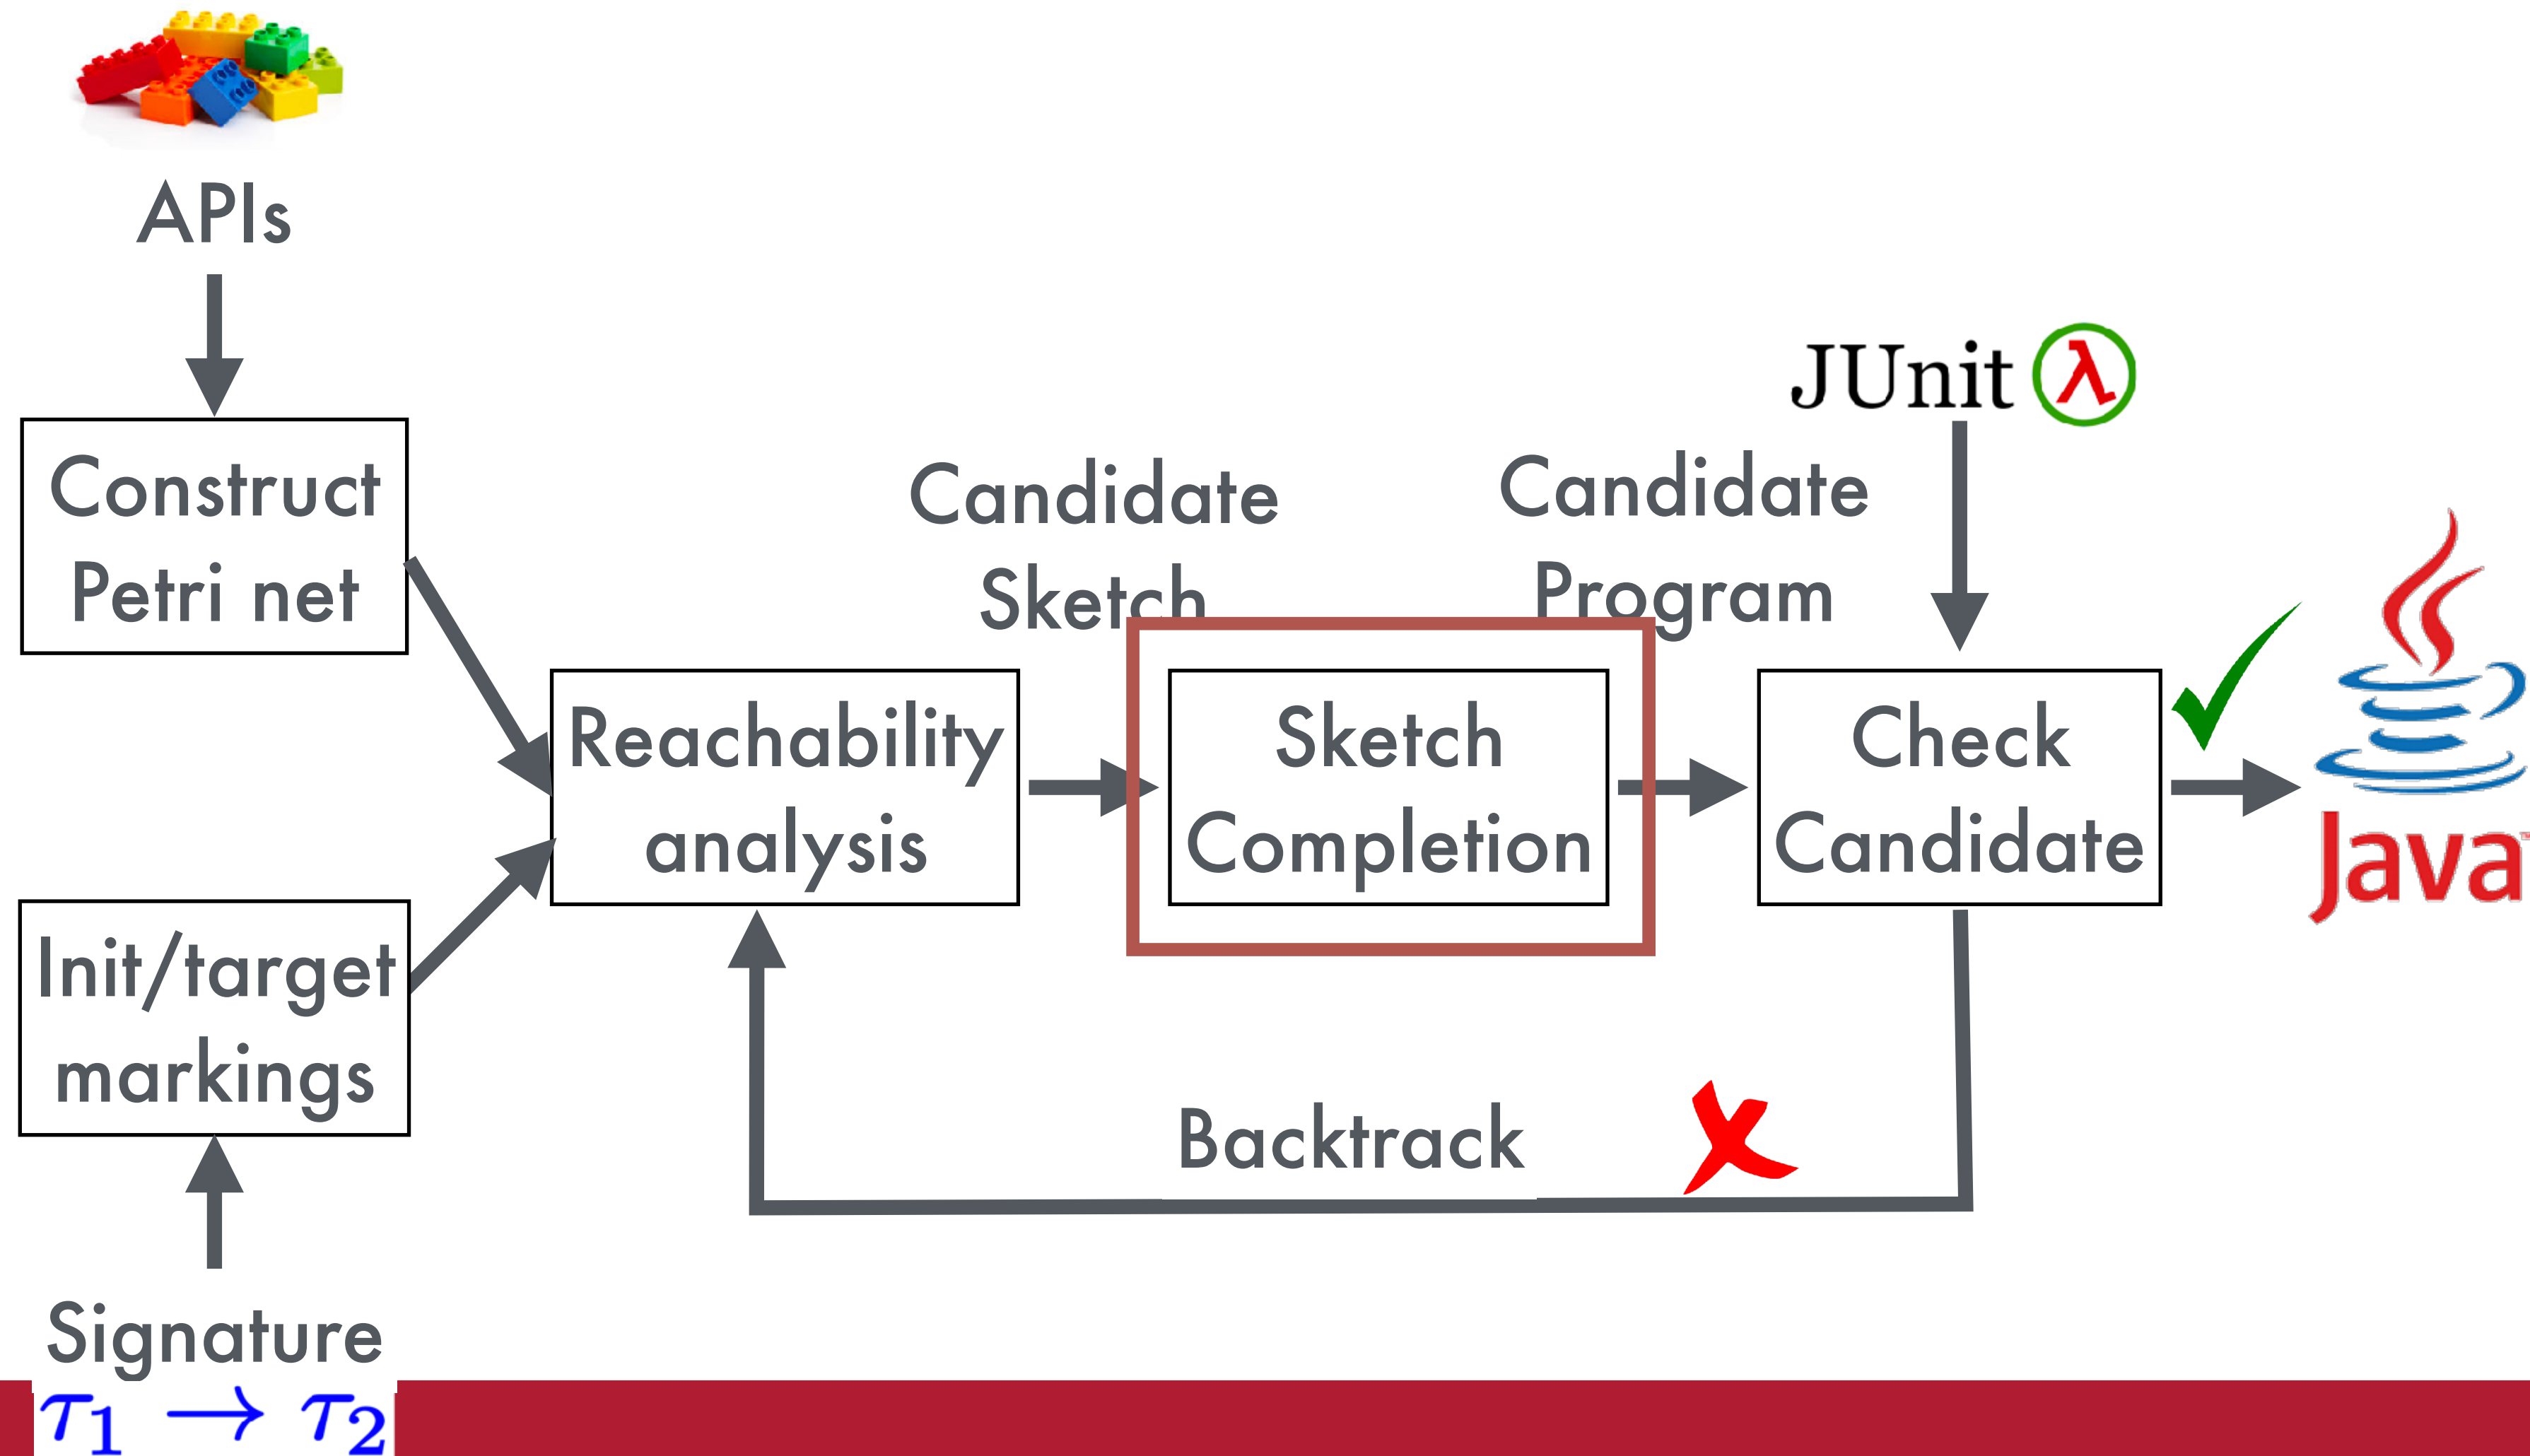 APIs
Construct
Petri net
Init/target
markings
Signature
τ₁ → τ₂
Reachability
analysis
Candidate
Sketch
Sketch
Completion
Candidate
Program
JUnit λ
Check
Candidate
Java
Backtrack